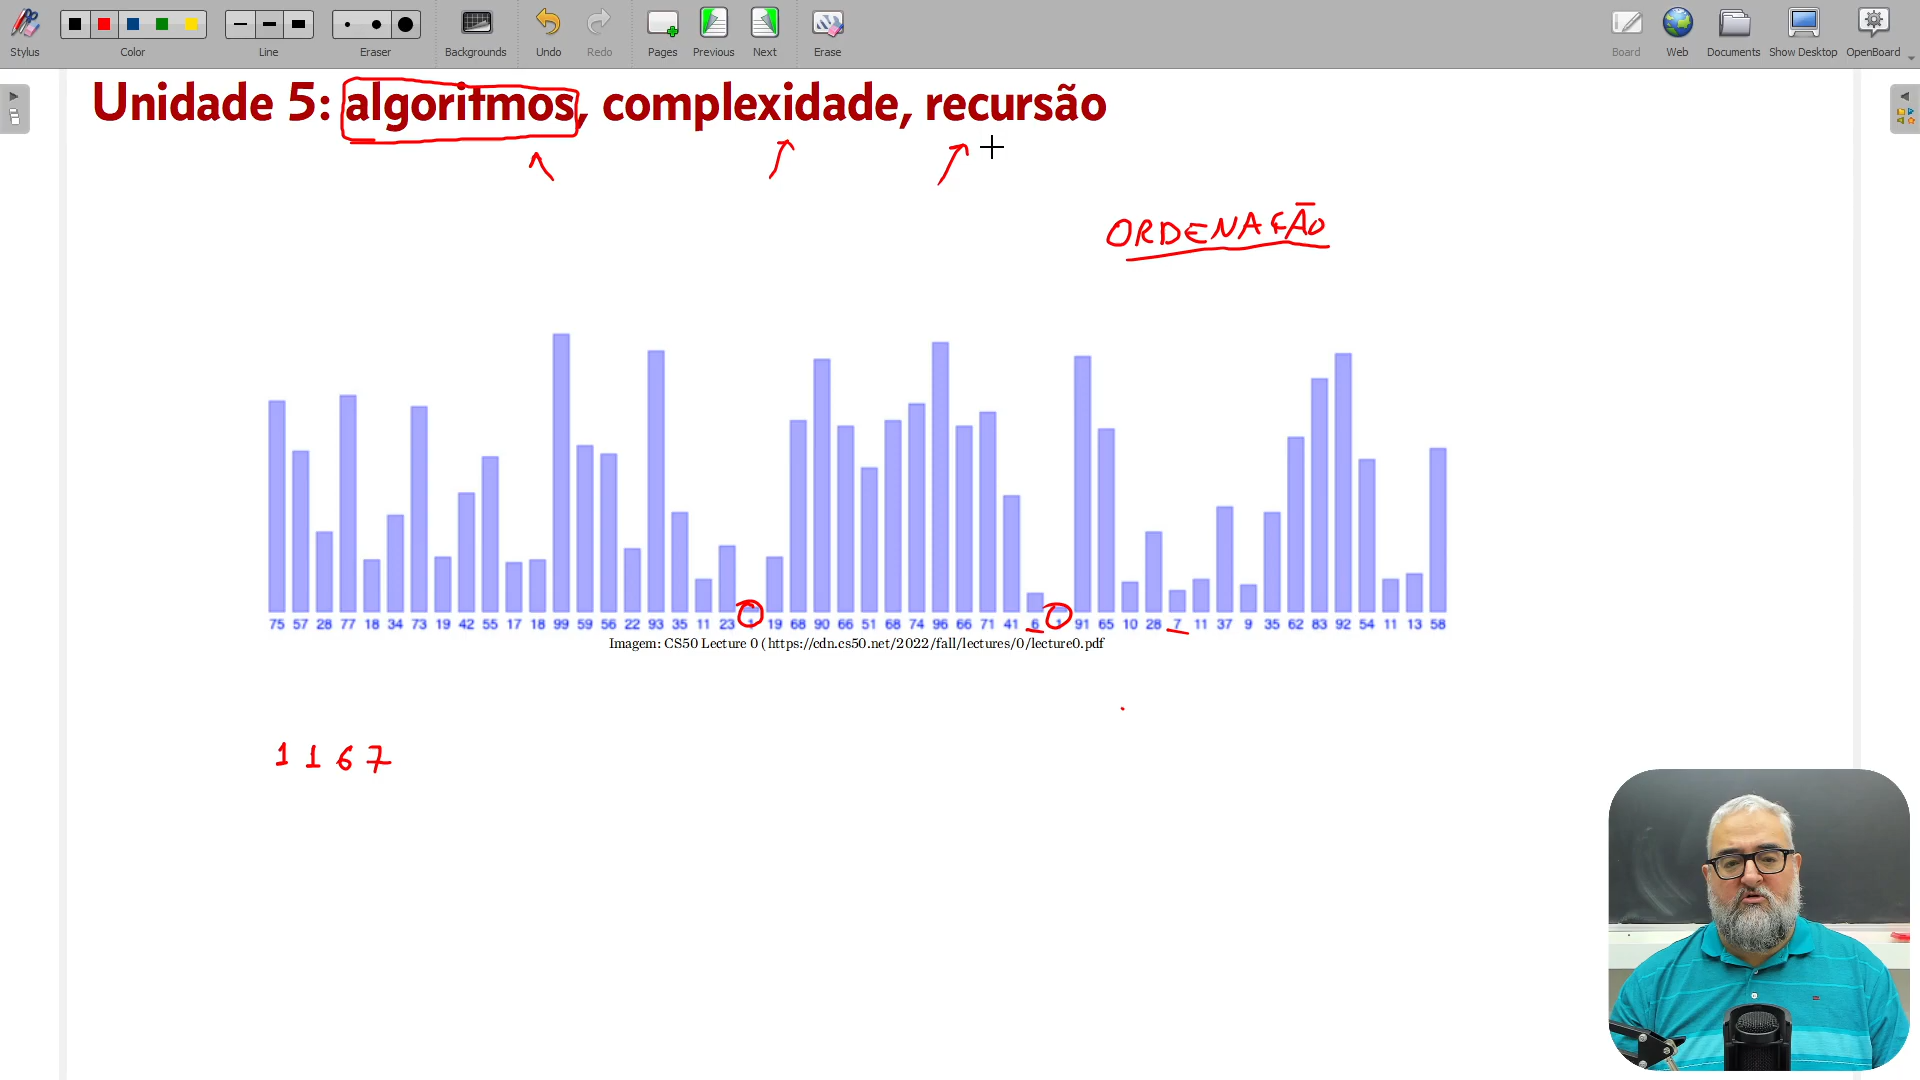 Stylus Color Line Eraser Backgrounds Undo Redo Pages Previous Next Erase Board Web Documents Show Desktop OpenBoard
Unidade 5: algoritmos, complexidade, recursão
ORDENAÇÃO
75 57 28 77 18 34 73 19 42 55 17 18 99 59 56 22 93 35 11 23 1 19 68 90 66 51 68 74 96 66 71 41 6 1 91 65 10 28 7 11 37 9 35 62 83 92 54 11 13 58
Imagem: CS50 Lecture 0 (https://cdn.cs50.net/2022/fall/lectures/0/lecture0.pdf
1 1 6 7